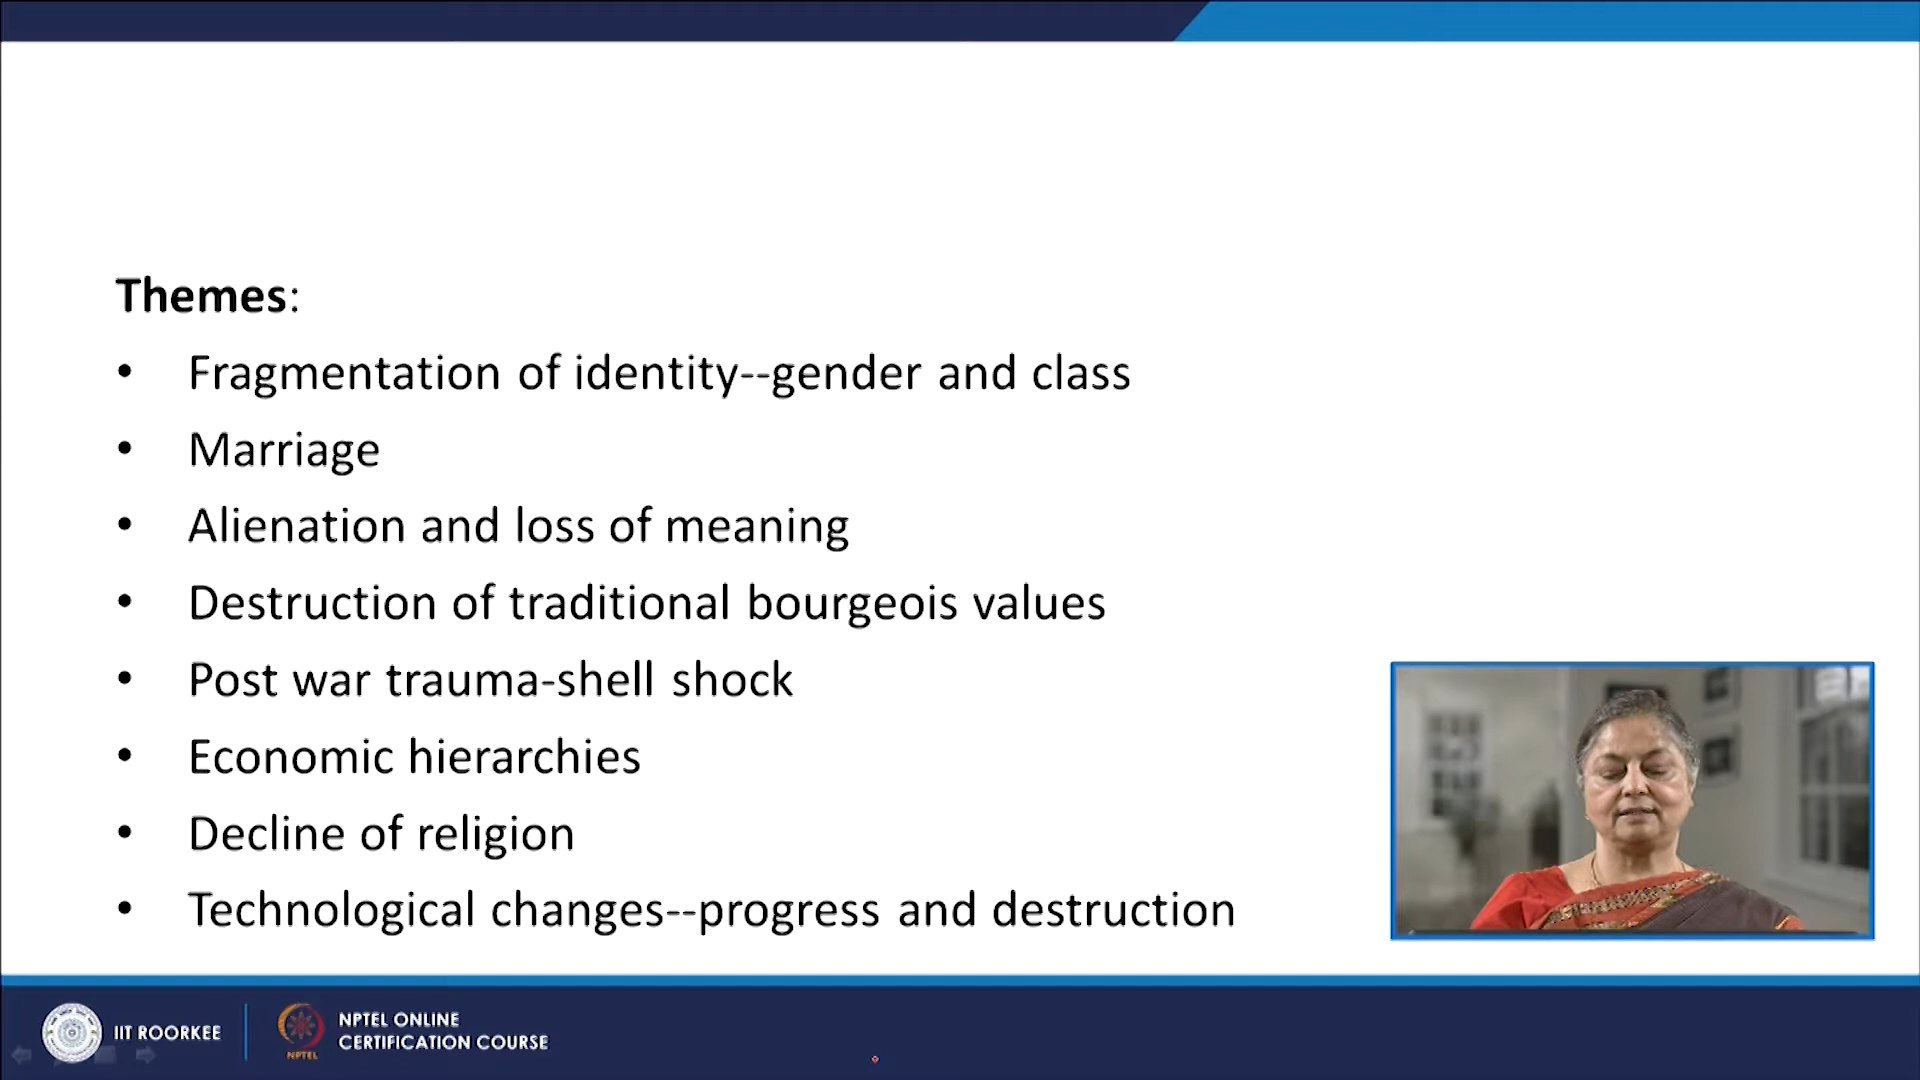 Themes:
• Fragmentation of identity--gender and class
• Marriage
• Alienation and loss of meaning
• Destruction of traditional bourgeois values
• Post war trauma-shell shock
• Economic hierarchies
• Decline of religion
• Technological changes--progress and destruction
IIT ROORKEE
NPTEL
NPTEL ONLINE
CERTIFICATION COURSE